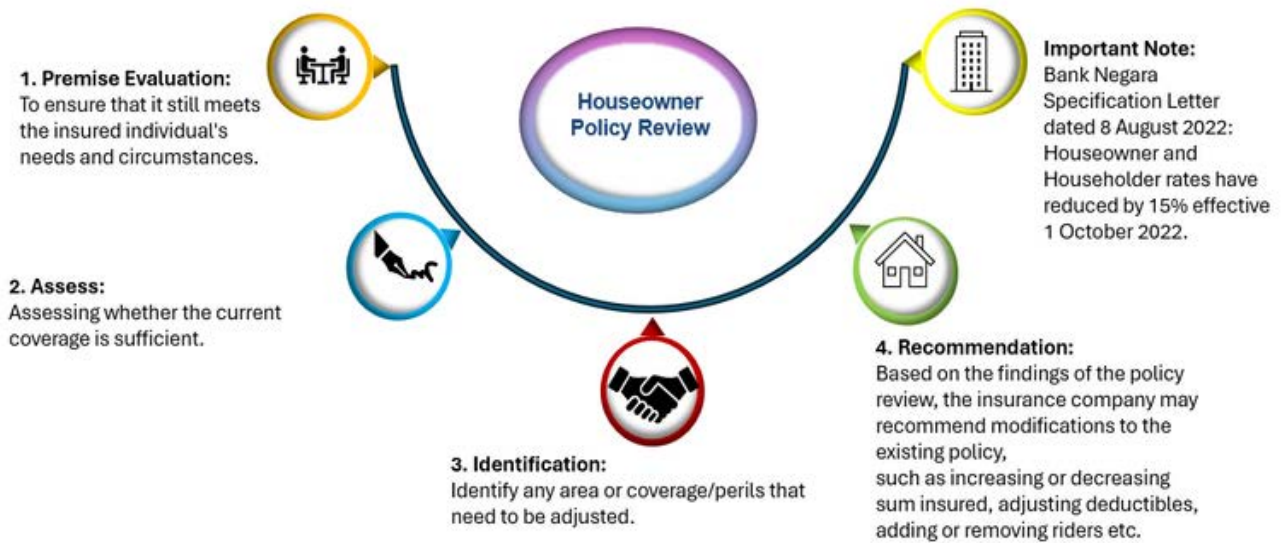 Houseowner
Policy Review
1. Premise Evaluation:
To ensure that it still meets
the insured individual's
needs and circumstances.
2. Assess:
Assessing whether the current
coverage is sufficient.
3. Identification:
Identify any area or coverage/perils that
need to be adjusted.
4. Recommendation:
Based on the findings of the policy
review, the insurance company may
recommend modifications to the
existing policy,
such as increasing or decreasing
sum insured, adjusting deductibles,
adding or removing riders etc.
Important Note:
Bank Negara
Specification Letter
dated 8 August 2022:
Houseowner and
Householder rates have
reduced by 15% effective
1 October 2022.